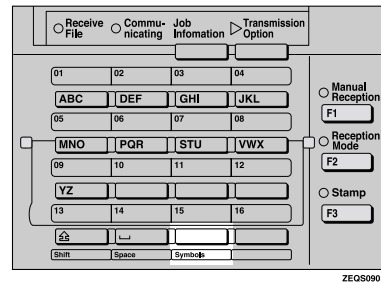 Receive File
Commu- nicating
Job Infomation
Transmission Option
01 02 03 04
ABC DEF GHI JKL
05 06 07 08
MNO PQR STU VWX
09 10 11 12
YZ
13 14 15 16
Shift Space Symbols
Manual Reception
F1
Reception Mode
F2
Stamp
F3
ZEQS090